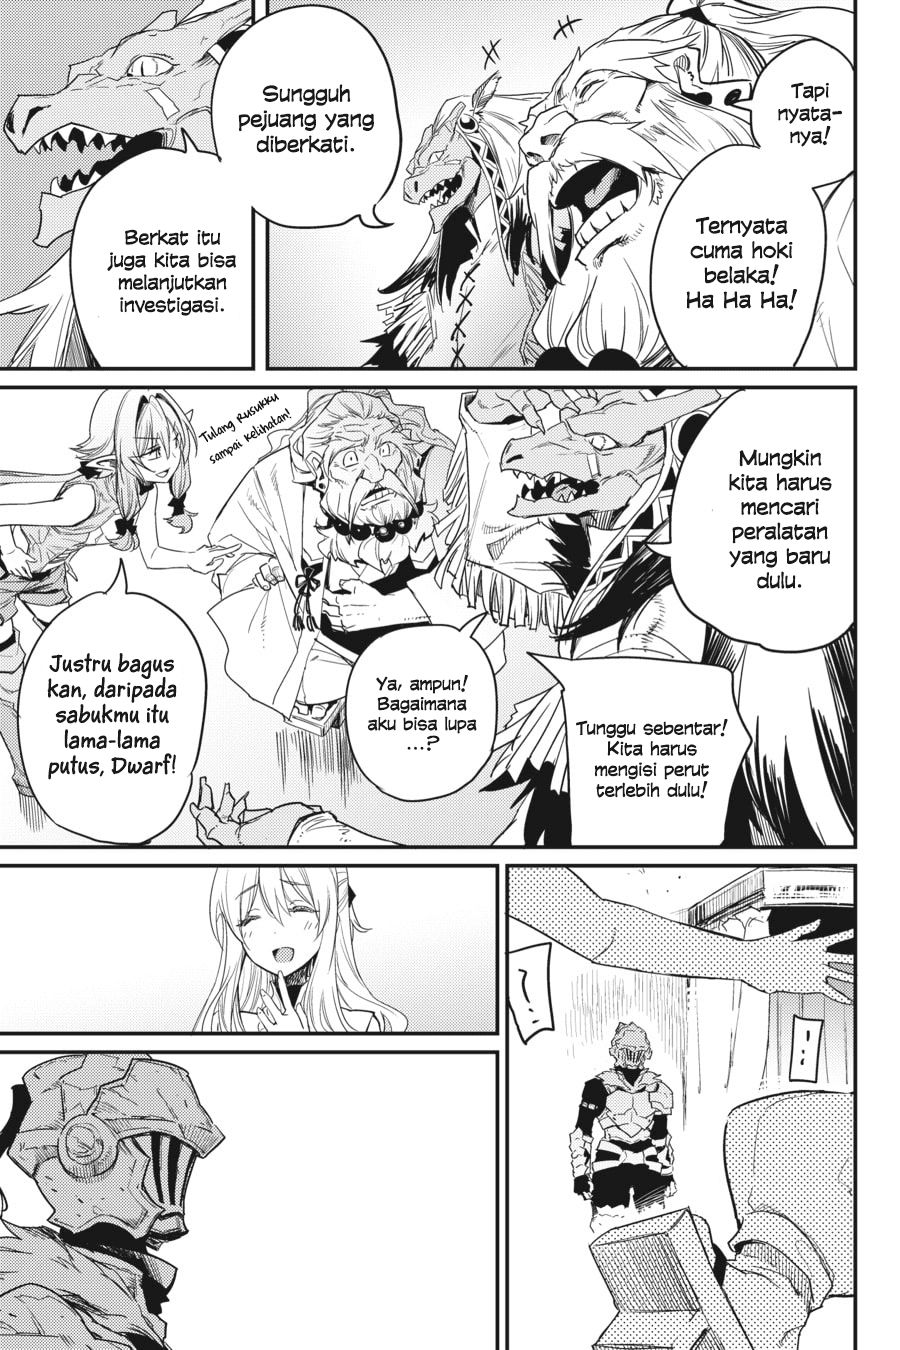 Tapi
nyata-
nya!
Ternyata
cuma hoki
belaka!
Ha Ha Ha!
Sungguh
pejuang yang
diberkati.
Berkat itu
juga kita bisa
melanjutkan
investigasi.
Mungkin
kita harus
mencari
peralatan
yang baru
dulu.
Tunggu sebentar!
Kita harus
mengisi perut
terlebih dulu!
Ya, ampun!
Bagaimana
aku bisa lupa
...?
Tulang rusukku
sampai kelihatan!
Justru bagus
kan, daripada
sabukmu itu
lama-lama
putus, Dwarf!
...!
...?